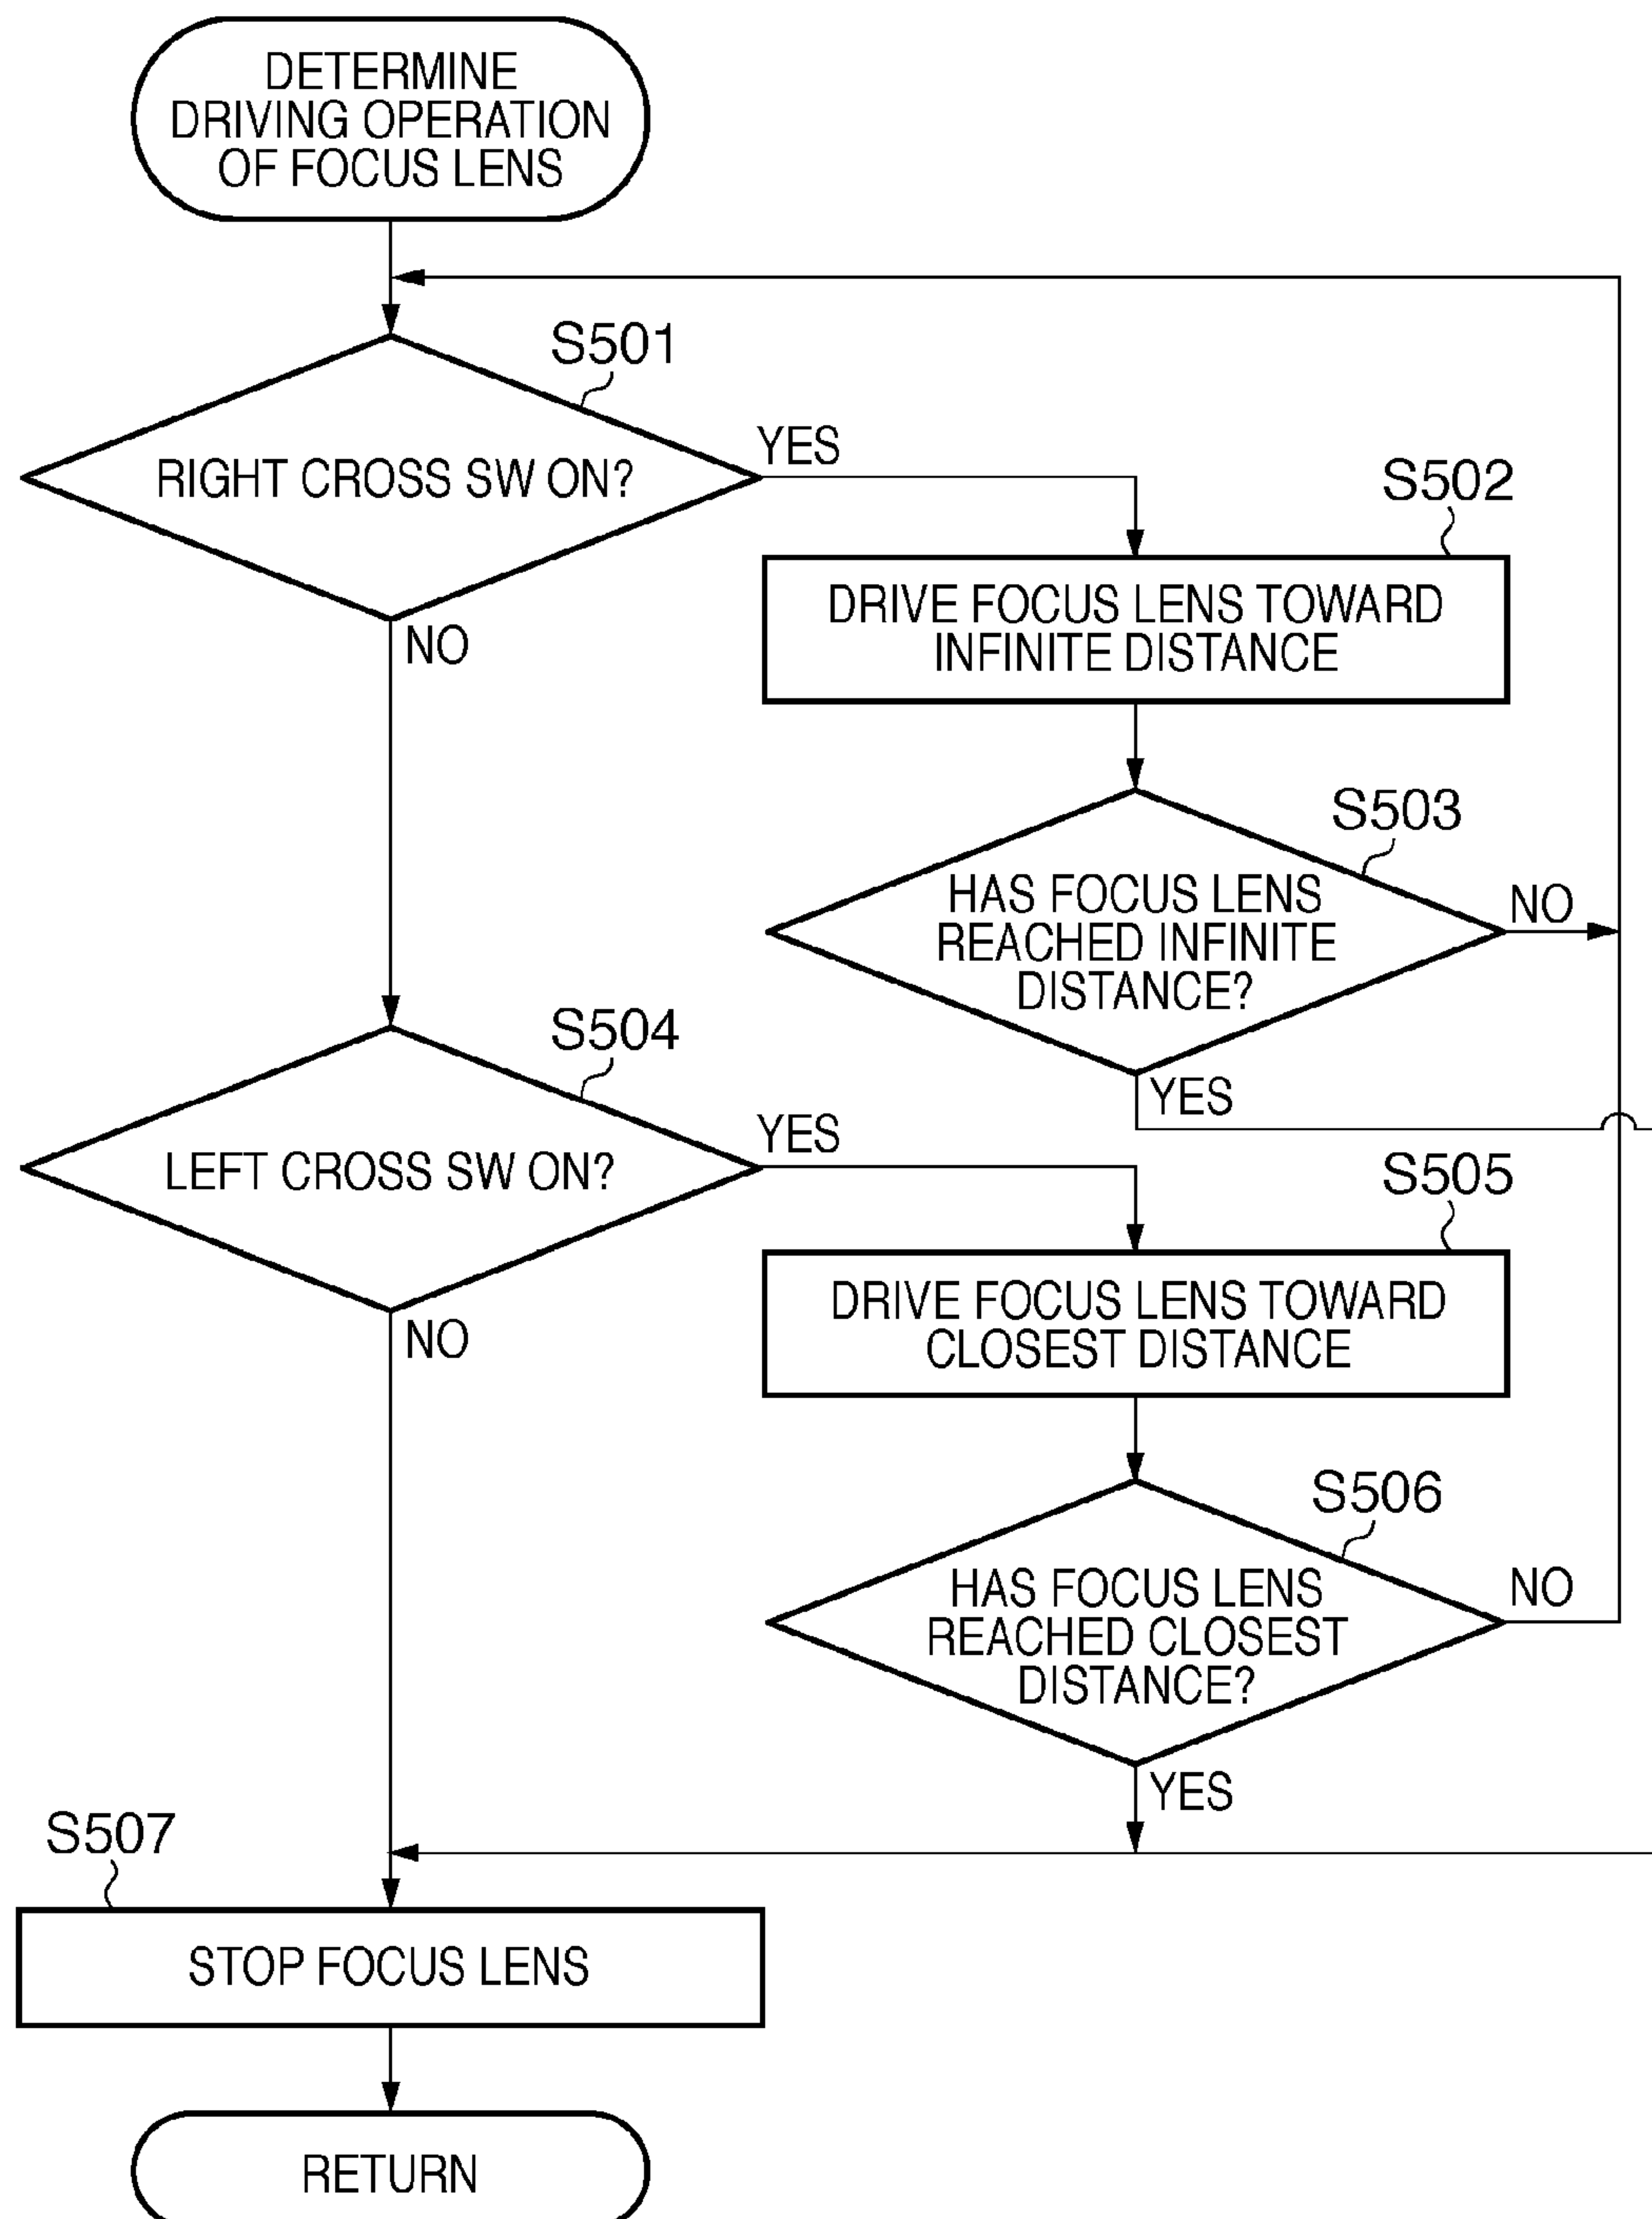 DETERMINE
DRIVING OPERATION
OF FOCUS LENS
S501
RIGHT CROSS SW ON?
YES
NO
S502
DRIVE FOCUS LENS TOWARD
INFINITE DISTANCE
S503
HAS FOCUS LENS
REACHED INFINITE
DISTANCE?
NO
YES
S504
LEFT CROSS SW ON?
YES
NO
S505
DRIVE FOCUS LENS TOWARD
CLOSEST DISTANCE
S506
HAS FOCUS LENS
REACHED CLOSEST
DISTANCE?
NO
YES
S507
STOP FOCUS LENS
RETURN